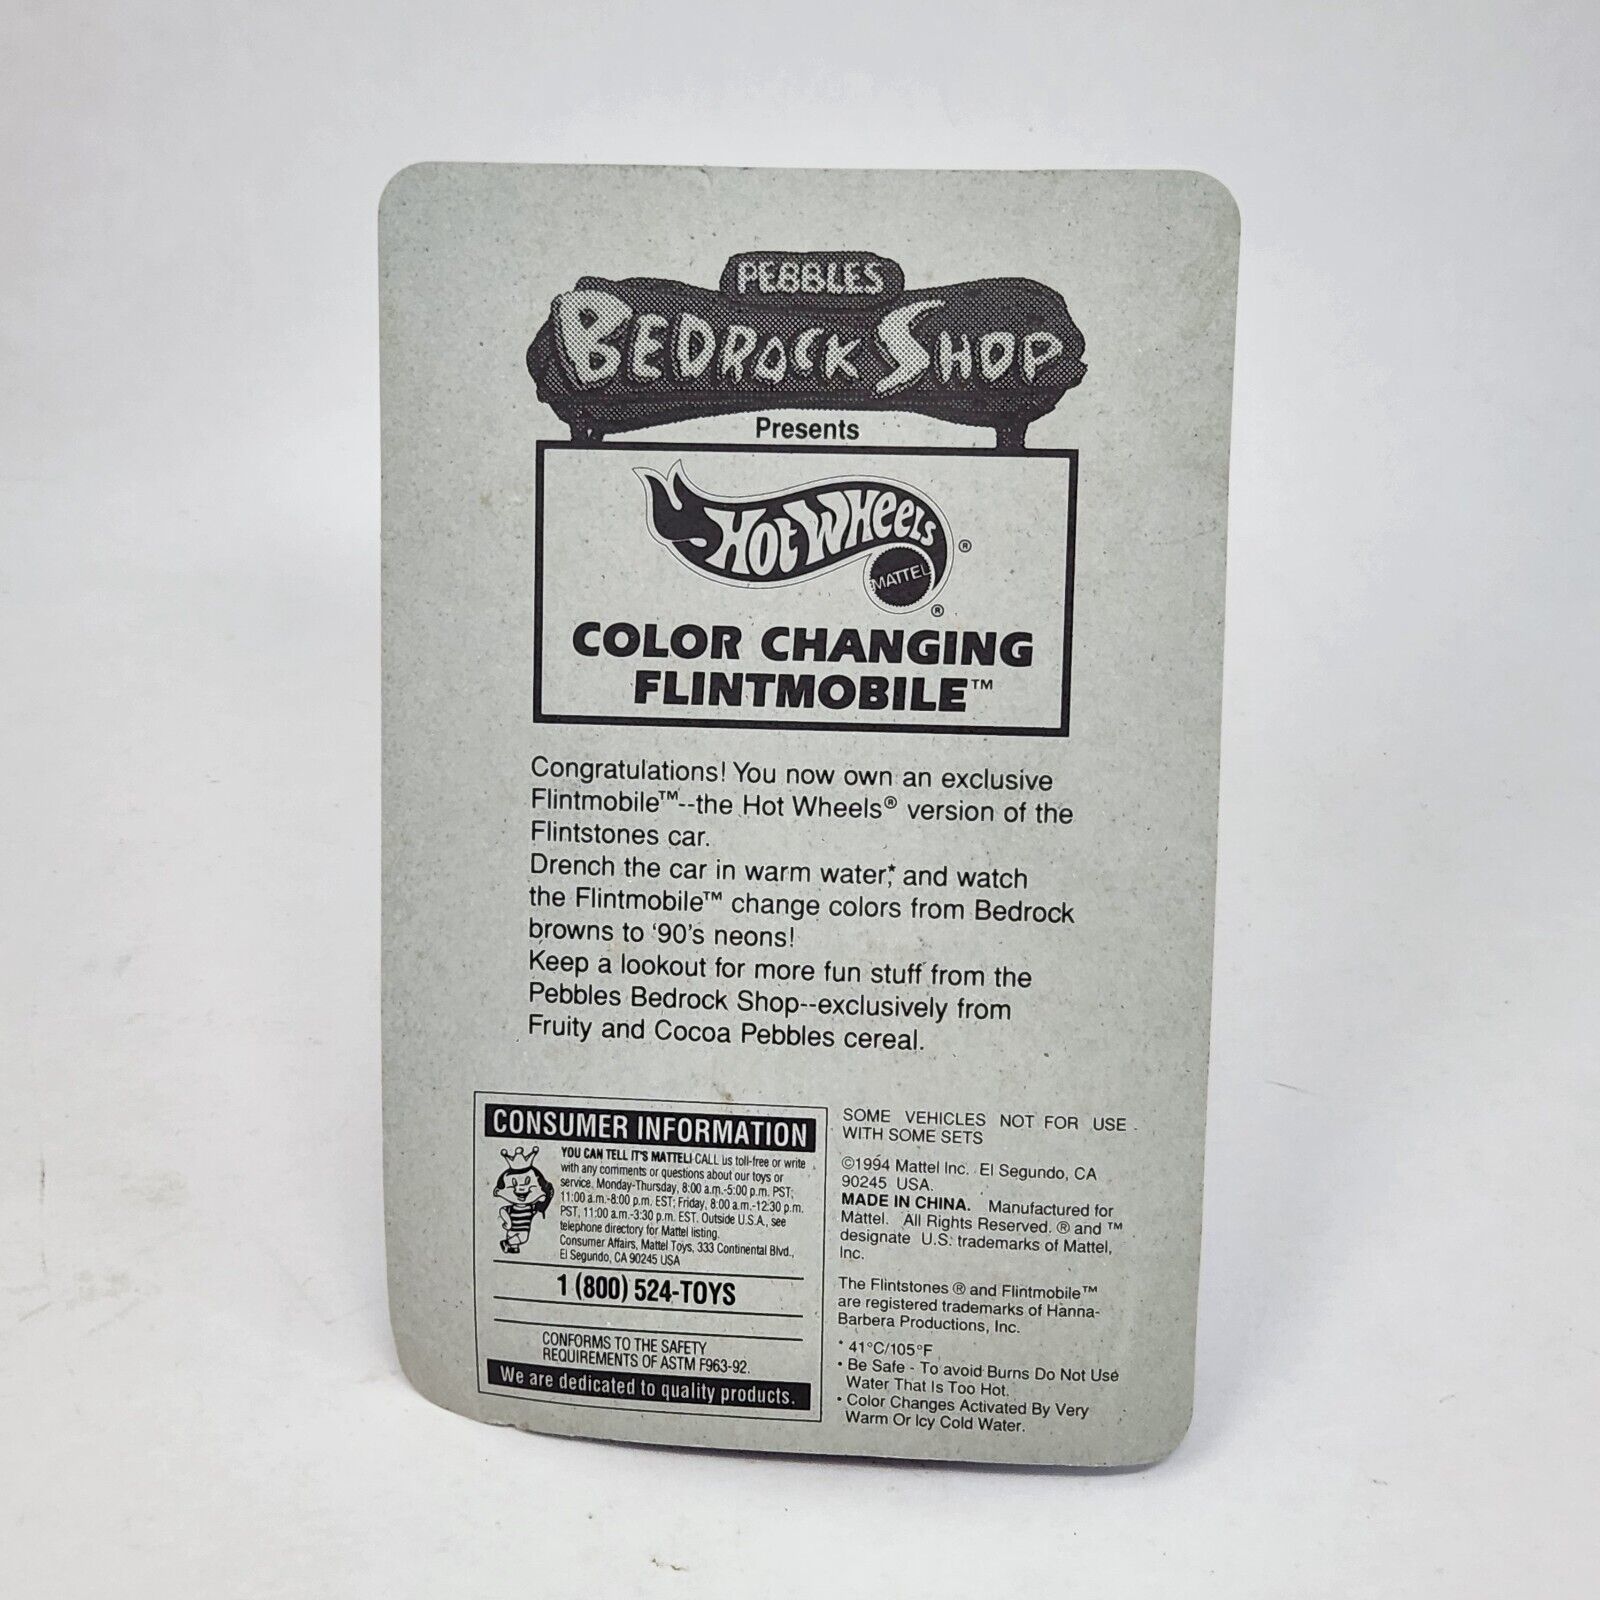 PEBBLES
BEDROCK SHOP
Presents
HOT WHEELS®
MATTEL
®
COLOR CHANGING
FLINTMOBILE™
Congratulations! You now own an exclusive
Flintmobile™--the Hot Wheels® version of the
Flintstones car.
Drench the car in warm water,* and watch
the Flintmobile™ change colors from Bedrock
browns to '90's neons!
Keep a lookout for more fun stuff from the
Pebbles Bedrock Shop--exclusively from
Fruity and Cocoa Pebbles cereal.
CONSUMER INFORMATION
YOU CAN TELL IT'S MATTEL! CALL us toll-free or write
with any comments or questions about our toys or
service, Monday-Thursday, 8:00 a.m.-5:00 p.m. PST;
11:00 a.m.-8:00 p.m. EST; Friday, 8:00 a.m.-12:30 p.m.
PST, 11:00 a.m.-3:30 p.m. EST. Outside U.S.A., see
telephone directory for Mattel listing.
Consumer Affairs, Mattel Toys, 333 Continental Blvd.,
El Segundo, CA 90245 USA
1 (800) 524-TOYS
CONFORMS TO THE SAFETY
REQUIREMENTS OF ASTM F963-92.
We are dedicated to quality products.
SOME VEHICLES NOT FOR USE
WITH SOME SETS
©1994 Mattel Inc. El Segundo, CA
90245 USA.
MADE IN CHINA. Manufactured for
Mattel. All Rights Reserved. ® and ™
designate U.S. trademarks of Mattel,
Inc.
The Flintstones ® and Flintmobile™
are registered trademarks of Hanna-
Barbera Productions, Inc.
* 41°C/105°F
• Be Safe - To avoid Burns Do Not Use
Water That Is Too Hot.
• Color Changes Activated By Very
Warm Or Icy Cold Water.